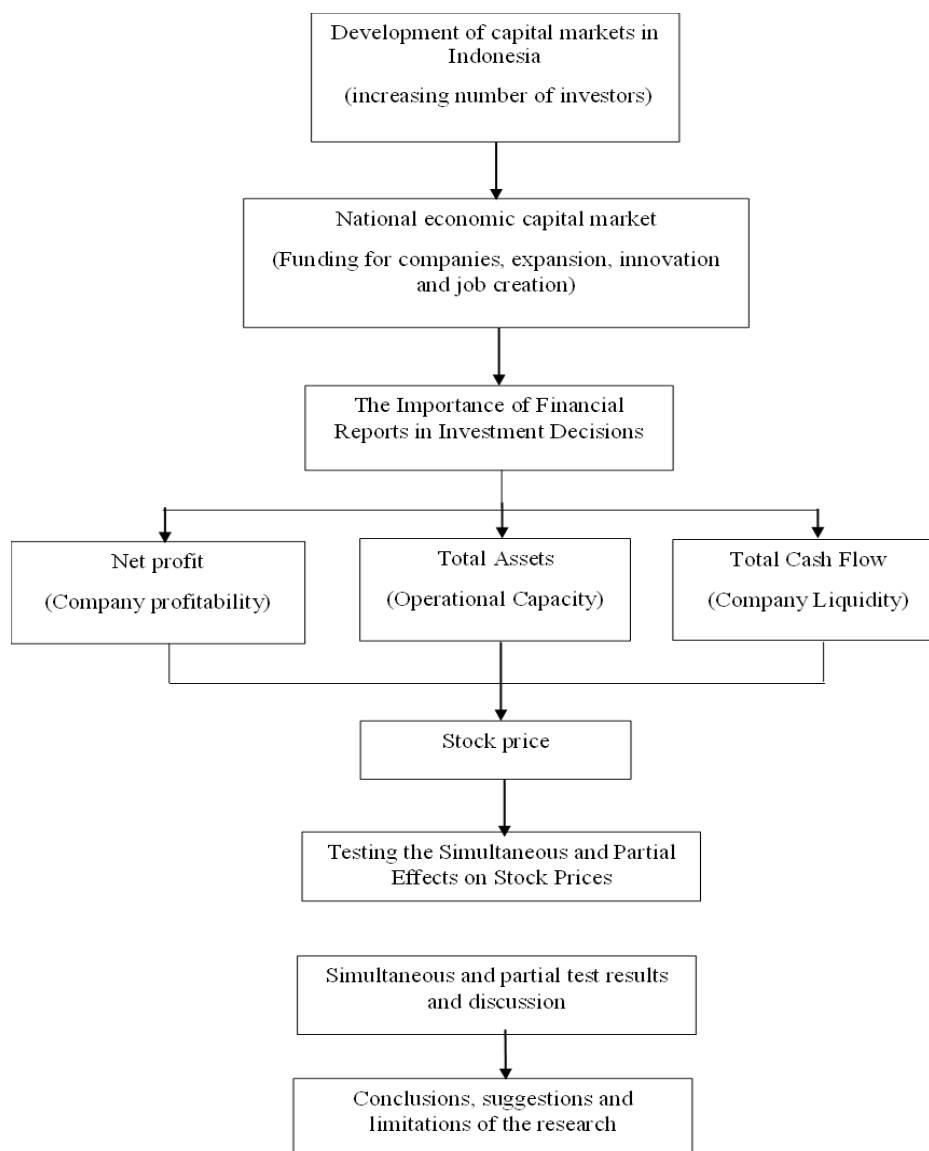 Development of capital markets in
Indonesia
(increasing number of investors)
National economic capital market
(Funding for companies, expansion, innovation
and job creation)
The Importance of Financial
Reports in Investment Decisions
Net profit
(Company profitability)
Total Assets
(Operational Capacity)
Total Cash Flow
(Company Liquidity)
Stock price
Testing the Simultaneous and Partial
Effects on Stock Prices
Simultaneous and partial test results
and discussion
Conclusions, suggestions and
limitations of the research